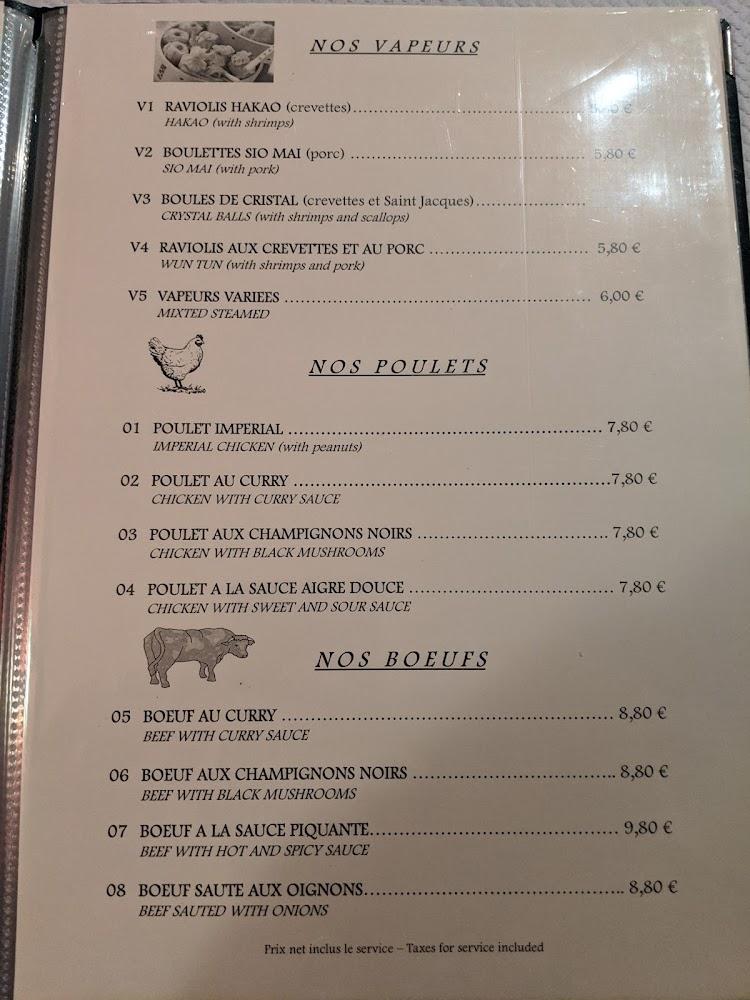 NOS VAPEURS
V1 RAVIOLIS HAKAO (crevettes)........................................ €
HAKAO (with shrimps)
V2 BOULETTES SIO MAI (porc) ........................................ 5,80 €
SIO MAI (with pork)
V3 BOULES DE CRISTAL (crevettes et Saint Jacques)....................
CRYSTAL BALLS (with shrimps and scallops)
V4 RAVIOLIS AUX CREVETTES ET AU PORC ............................ 5,80 €
WUN TUN (with shrimps and pork)
V5 VAPEURS VARIEES ...................................................... 6,00 €
MIXTED STEAMED
NOS POULETS
01 POULET IMPERIAL ....................................................... 7,80 €
IMPERIAL CHICKEN (with peanuts)
02 POULET AU CURRY .......................................................7,80 €
CHICKEN WITH CURRY SAUCE
03 POULET AUX CHAMPIGNONS NOIRS ................................. 7,80 €
CHICKEN WITH BLACK MUSHROOMS
04 POULET A LA SAUCE AIGRE DOUCE ................................... 7,80 €
CHICKEN WITH SWEET AND SOUR SAUCE
NOS BOEUFS
05 BOEUF AU CURRY ......................................................... 8,80 €
BEEF WITH CURRY SAUCE
06 BOEUF AUX CHAMPIGNONS NOIRS ................................... 8,80 €
BEEF WITH BLACK MUSHROOMS
07 BOEUF A LA SAUCE PIQUANTE.......................................... 9,80 €
BEEF WITH HOT AND SPICY SAUCE
08 BOEUF SAUTE AUX OIGNONS............................................ 8,80 €
BEEF SAUTED WITH ONIONS
Prix net inclus le service – Taxes for service included